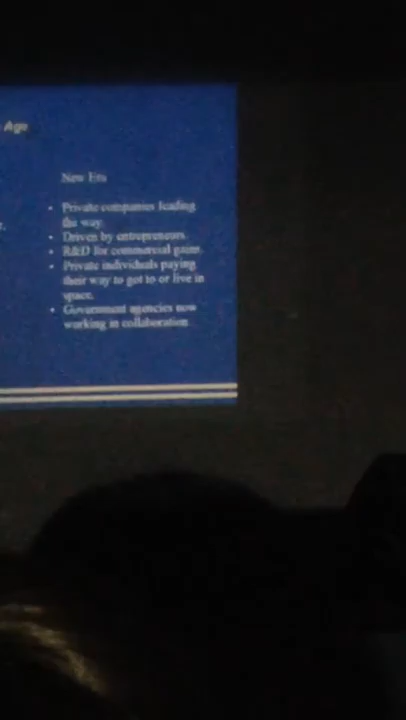 Age
New Era
• Private companies leading
the way.
• Driven by entrepreneurs.
• R&D for commercial gains.
• Private individuals paying
their way to get to or live in
space.
• Government agencies now
working in collaboration